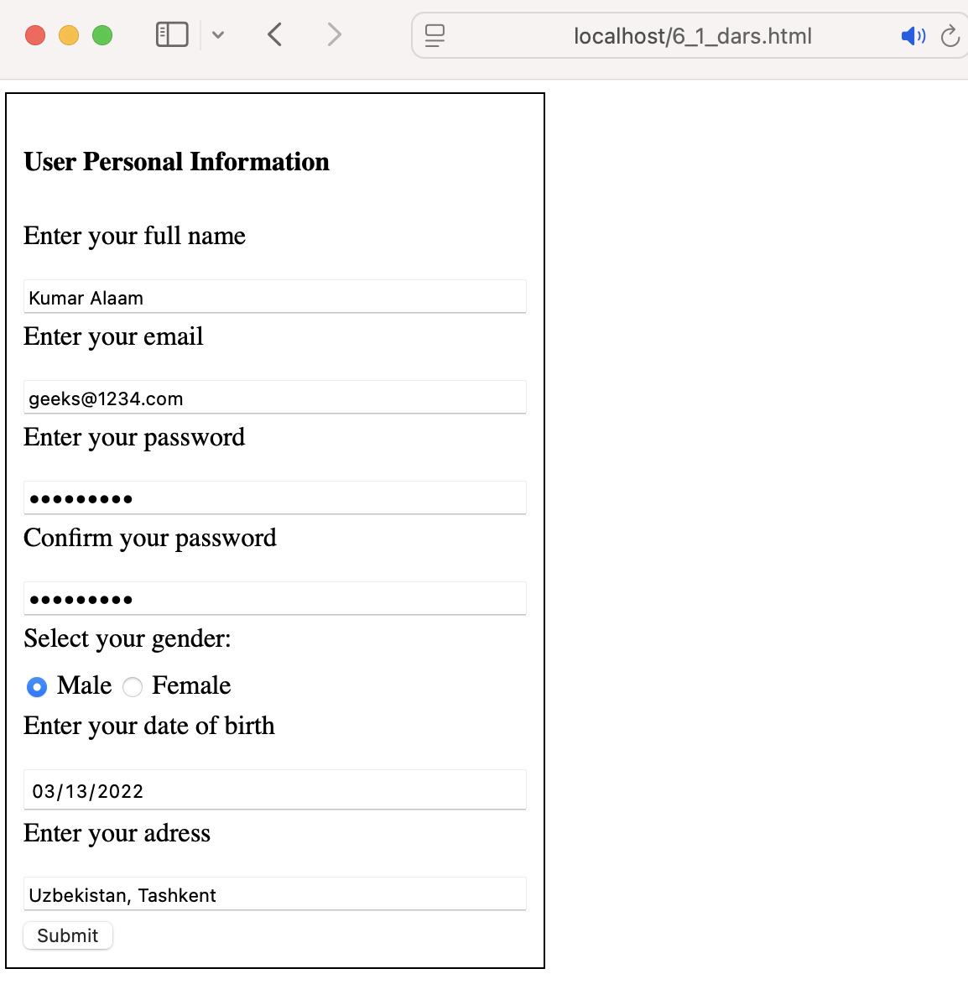 localhost/6_1_dars.html
User Personal Information
Enter your full name
Kumar Alaam
Enter your email
geeks@1234.com
Enter your password
•••••••••
Confirm your password
•••••••••
Select your gender:
Male Female
Enter your date of birth
03/13/2022
Enter your adress
Uzbekistan, Tashkent
Submit